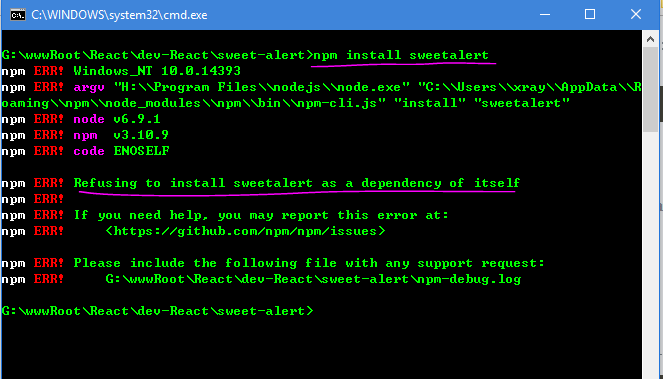 C:\WINDOWS\system32\cmd.exe
G:\wwwRoot\React\dev-React\sweet-alert>npm install sweetalert
npm ERR! Windows_NT 10.0.14393
npm ERR! argv "H:\\Program Files\\nodejs\\node.exe" "C:\\Users\\xray\\AppData\\R
oaming\\npm\\node_modules\\npm\\bin\\npm-cli.js" "install" "sweetalert"
npm ERR! node v6.9.1
npm ERR! npm  v3.10.9
npm ERR! code ENOSELF
npm ERR! Refusing to install sweetalert as a dependency of itself
npm ERR!
npm ERR! If you need help, you may report this error at:
npm ERR!     <https://github.com/npm/npm/issues>
npm ERR! Please include the following file with any support request:
npm ERR!     G:\wwwRoot\React\dev-React\sweet-alert\npm-debug.log
G:\wwwRoot\React\dev-React\sweet-alert>